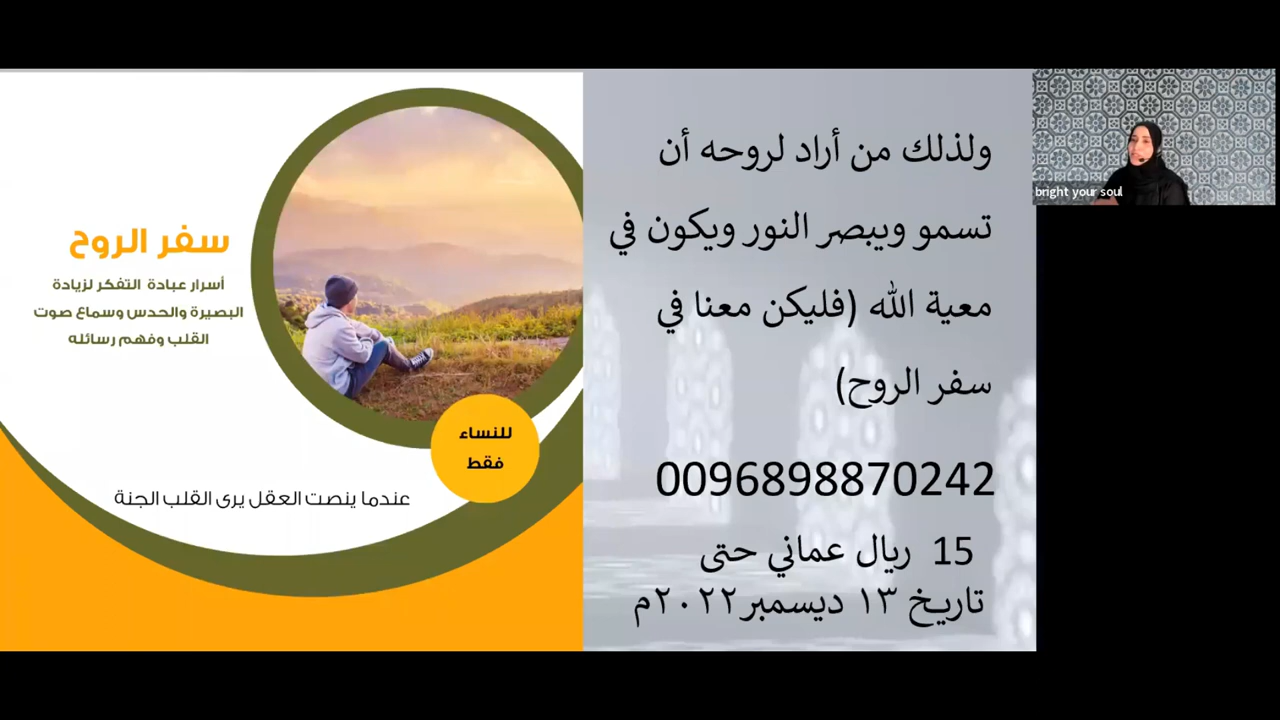 سفر الروح
أسرار عبادة التفكر لزيادة
البصيرة والحدس وسماع صوت
القلب وفهم رسائله
للنساء
فقط
عندما ينصت العقل يرى القلب الجنة
ولذلك من أراد لروحه أن
تسمو ويبصر النور ويكون في
معية الله (فليكن معنا في
سفر الروح)
0096898870242
15 ريال عماني حتى
تاريخ ١٣ ديسمبر٢٠٢٢م
bright your soul